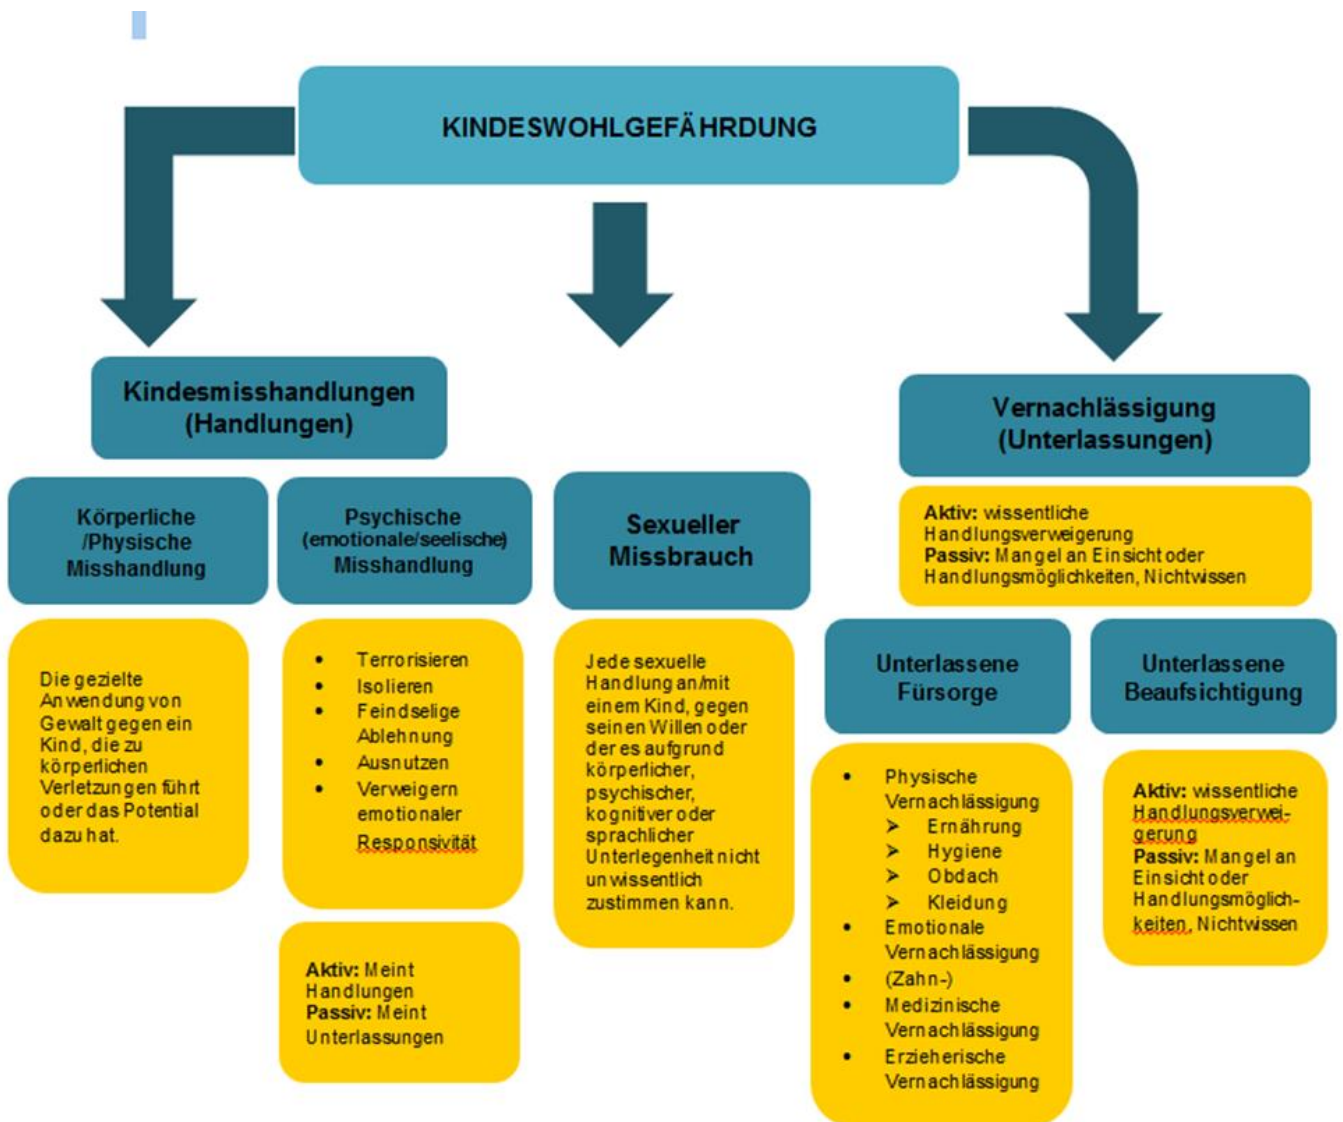 KINDESWOHLGEFÄHRDUNG
Kindesmisshandlungen
(Handlungen)
Körperliche
/Physische
Misshandlung
Die gezielte
Anwendung von
Gewalt gegen ein
Kind, die zu
körperlichen
Verletzungen führt
oder das Potential
dazu hat.
Psychische
(emotionale/seelische)
Misshandlung
• Terrorisieren
• Isolieren
• Feindselige
Ablehnung
• Ausnutzen
• Verweigern
emotionaler
Responsivität
Aktiv: Meint
Handlungen
Passiv: Meint
Unterlassungen
Sexueller
Missbrauch
Jede sexuelle
Handlung an/mit
einem Kind, gegen
seinen Willen oder
der es aufgrund
körperlicher,
psychischer,
kognitiver oder
sprachlicher
Unterlegenheit nicht
unwissentlich
zustimmen kann.
Vernachlässigung
(Unterlassungen)
Aktiv: wissentliche
Handlungsverweigerung
Passiv: Mangel an Einsicht oder
Handlungsmöglichkeiten, Nichtwissen
Unterlassene
Fürsorge
• Physische
Vernachlässigung
➢ Ernährung
➢ Hygiene
➢ Obdach
➢ Kleidung
• Emotionale
Vernachlässigung
• (Zahn-)
• Medizinische
Vernachlässigung
• Erzieherische
Vernachlässigung
Unterlassene
Beaufsichtigung
Aktiv: wissentliche
Handlungsverwei-
gerung
Passiv: Mangel an
Einsicht oder
Handlungsmöglich-
keiten, Nichtwissen